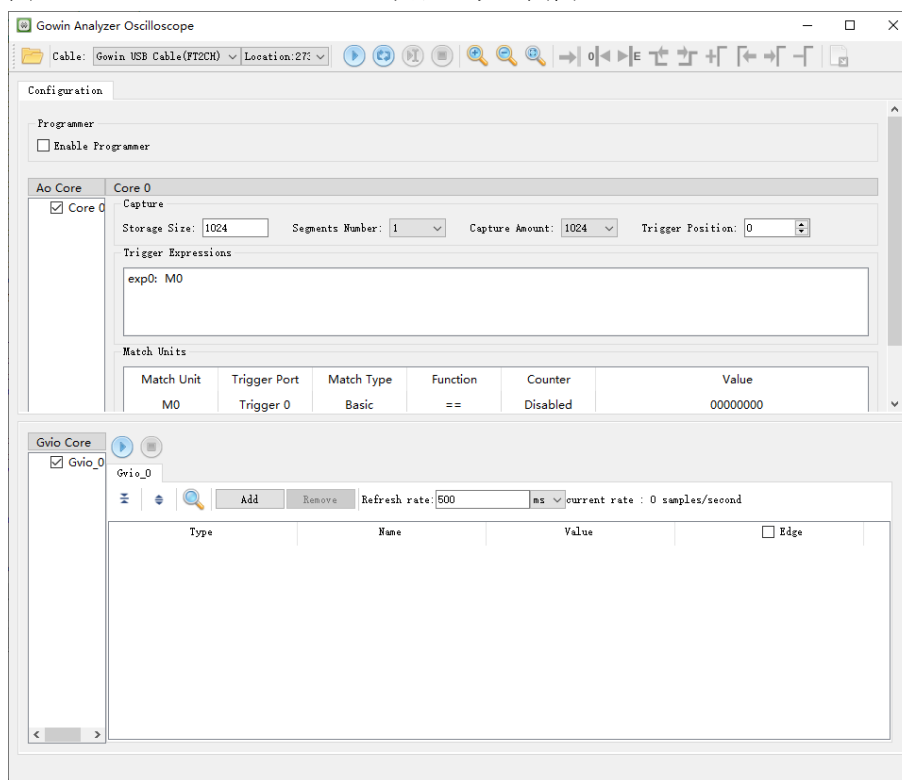 Gowin Analyzer Oscilloscope
Cable: Gowin USB Cable(FT2CH) Location:273
Configuration
Programmer
Enable Programmer
Ao Core Core 0
Core 0
Capture
Storage Size: 1024 Segments Number: 1 Capture Amount: 1024 Trigger Position: 0
Trigger Expressions
exp0: M0
Match Units
Match Unit Trigger Port Match Type Function Counter Value
M0 Trigger 0 Basic == Disabled 00000000
Gvio Core
Gvio_0
Gvio_0
Add Remove Refresh rate: 500 ms current rate : 0 samples/second
Type Name Value Edge